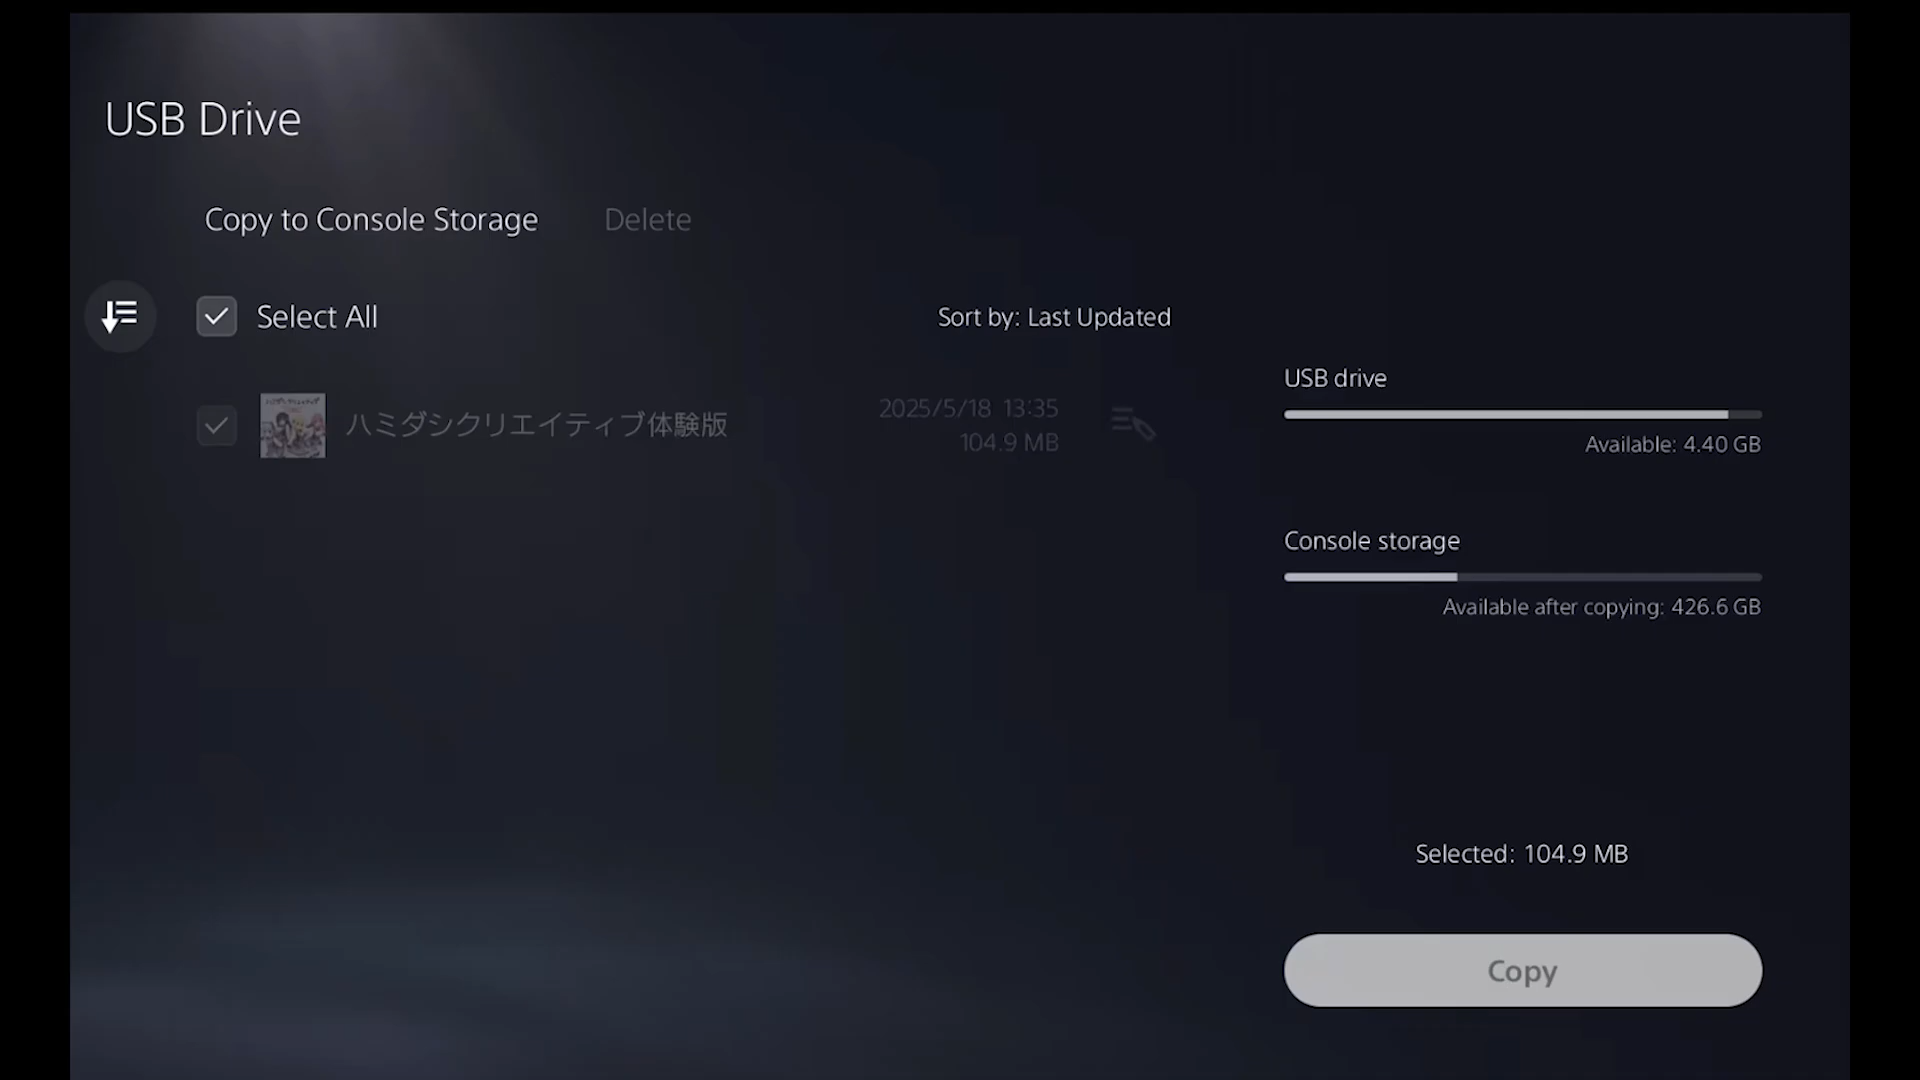 USB Drive
Copy to Console Storage
Delete
Select All
Sort by: Last Updated
ハミダシクリエイティブ体験版
2025/5/18 13:35
104.9 MB
USB drive
Available: 4.40 GB
Console storage
Available after copying: 426.6 GB
Selected: 104.9 MB
Copy